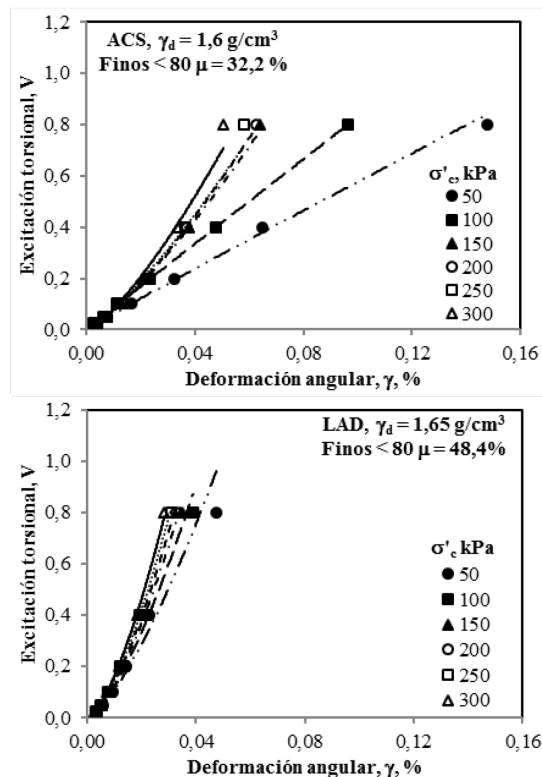 ACS, γd = 1,6 g/cm³
Finos < 80 µ = 32,2 %
Excitación torsional, V
1,2
1,0
0,8
0,6
0,4
0,2
0,0
σ'c, kPa
50
100
150
200
250
300
0,00 0,04 0,08 0,12 0,16
Deformación angular, γ, %
LAD, γd = 1,65 g/cm³
Finos < 80 µ = 48,4%
Excitación torsional, V
1,2
1,0
0,8
0,6
0,4
0,2
0,0
σ'c kPa
50
100
150
200
250
300
0,00 0,04 0,08 0,12 0,16
Deformación angular, γ, %